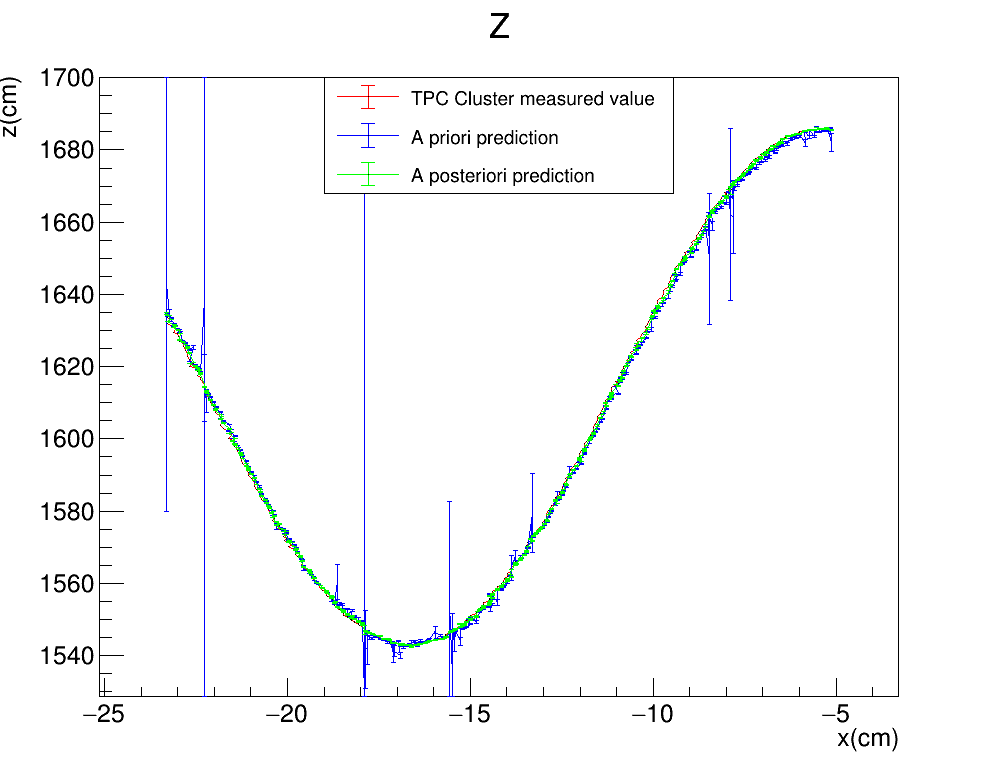 Z
z(cm)
1700
1680
1660
1640
1620
1600
1580
1560
1540
TPC Cluster measured value
A priori prediction
A posteriori prediction
−25
−20
−15
−10
−5
x(cm)